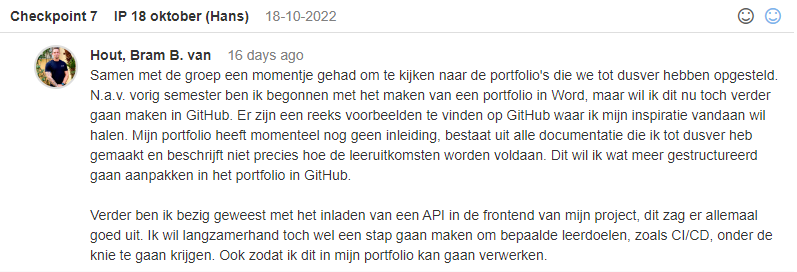 Checkpoint 7 IP 18 oktober (Hans) 18-10-2022
Hout, Bram B. van 16 days ago
Samen met de groep een momentje gehad om te kijken naar de portfolio's die we tot dusver hebben opgesteld.
N.a.v. vorig semester ben ik begonnen met het maken van een portfolio in Word, maar wil ik dit nu toch verder
gaan maken in GitHub. Er zijn een reeks voorbeelden te vinden op GitHub waar ik mijn inspiratie vandaan wil
halen. Mijn portfolio heeft momenteel nog geen inleiding, bestaat uit alle documentatie die ik tot dusver heb
gemaakt en beschrijft niet precies hoe de leeruitkomsten worden voldaan. Dit wil ik wat meer gestructureerd
gaan aanpakken in het portfolio in GitHub.
Verder ben ik bezig geweest met het inladen van een API in de frontend van mijn project, dit zag er allemaal
goed uit. Ik wil langzamerhand toch wel een stap gaan maken om bepaalde leerdoelen, zoals CI/CD, onder de
knie te gaan krijgen. Ook zodat ik dit in mijn portfolio kan gaan verwerken.